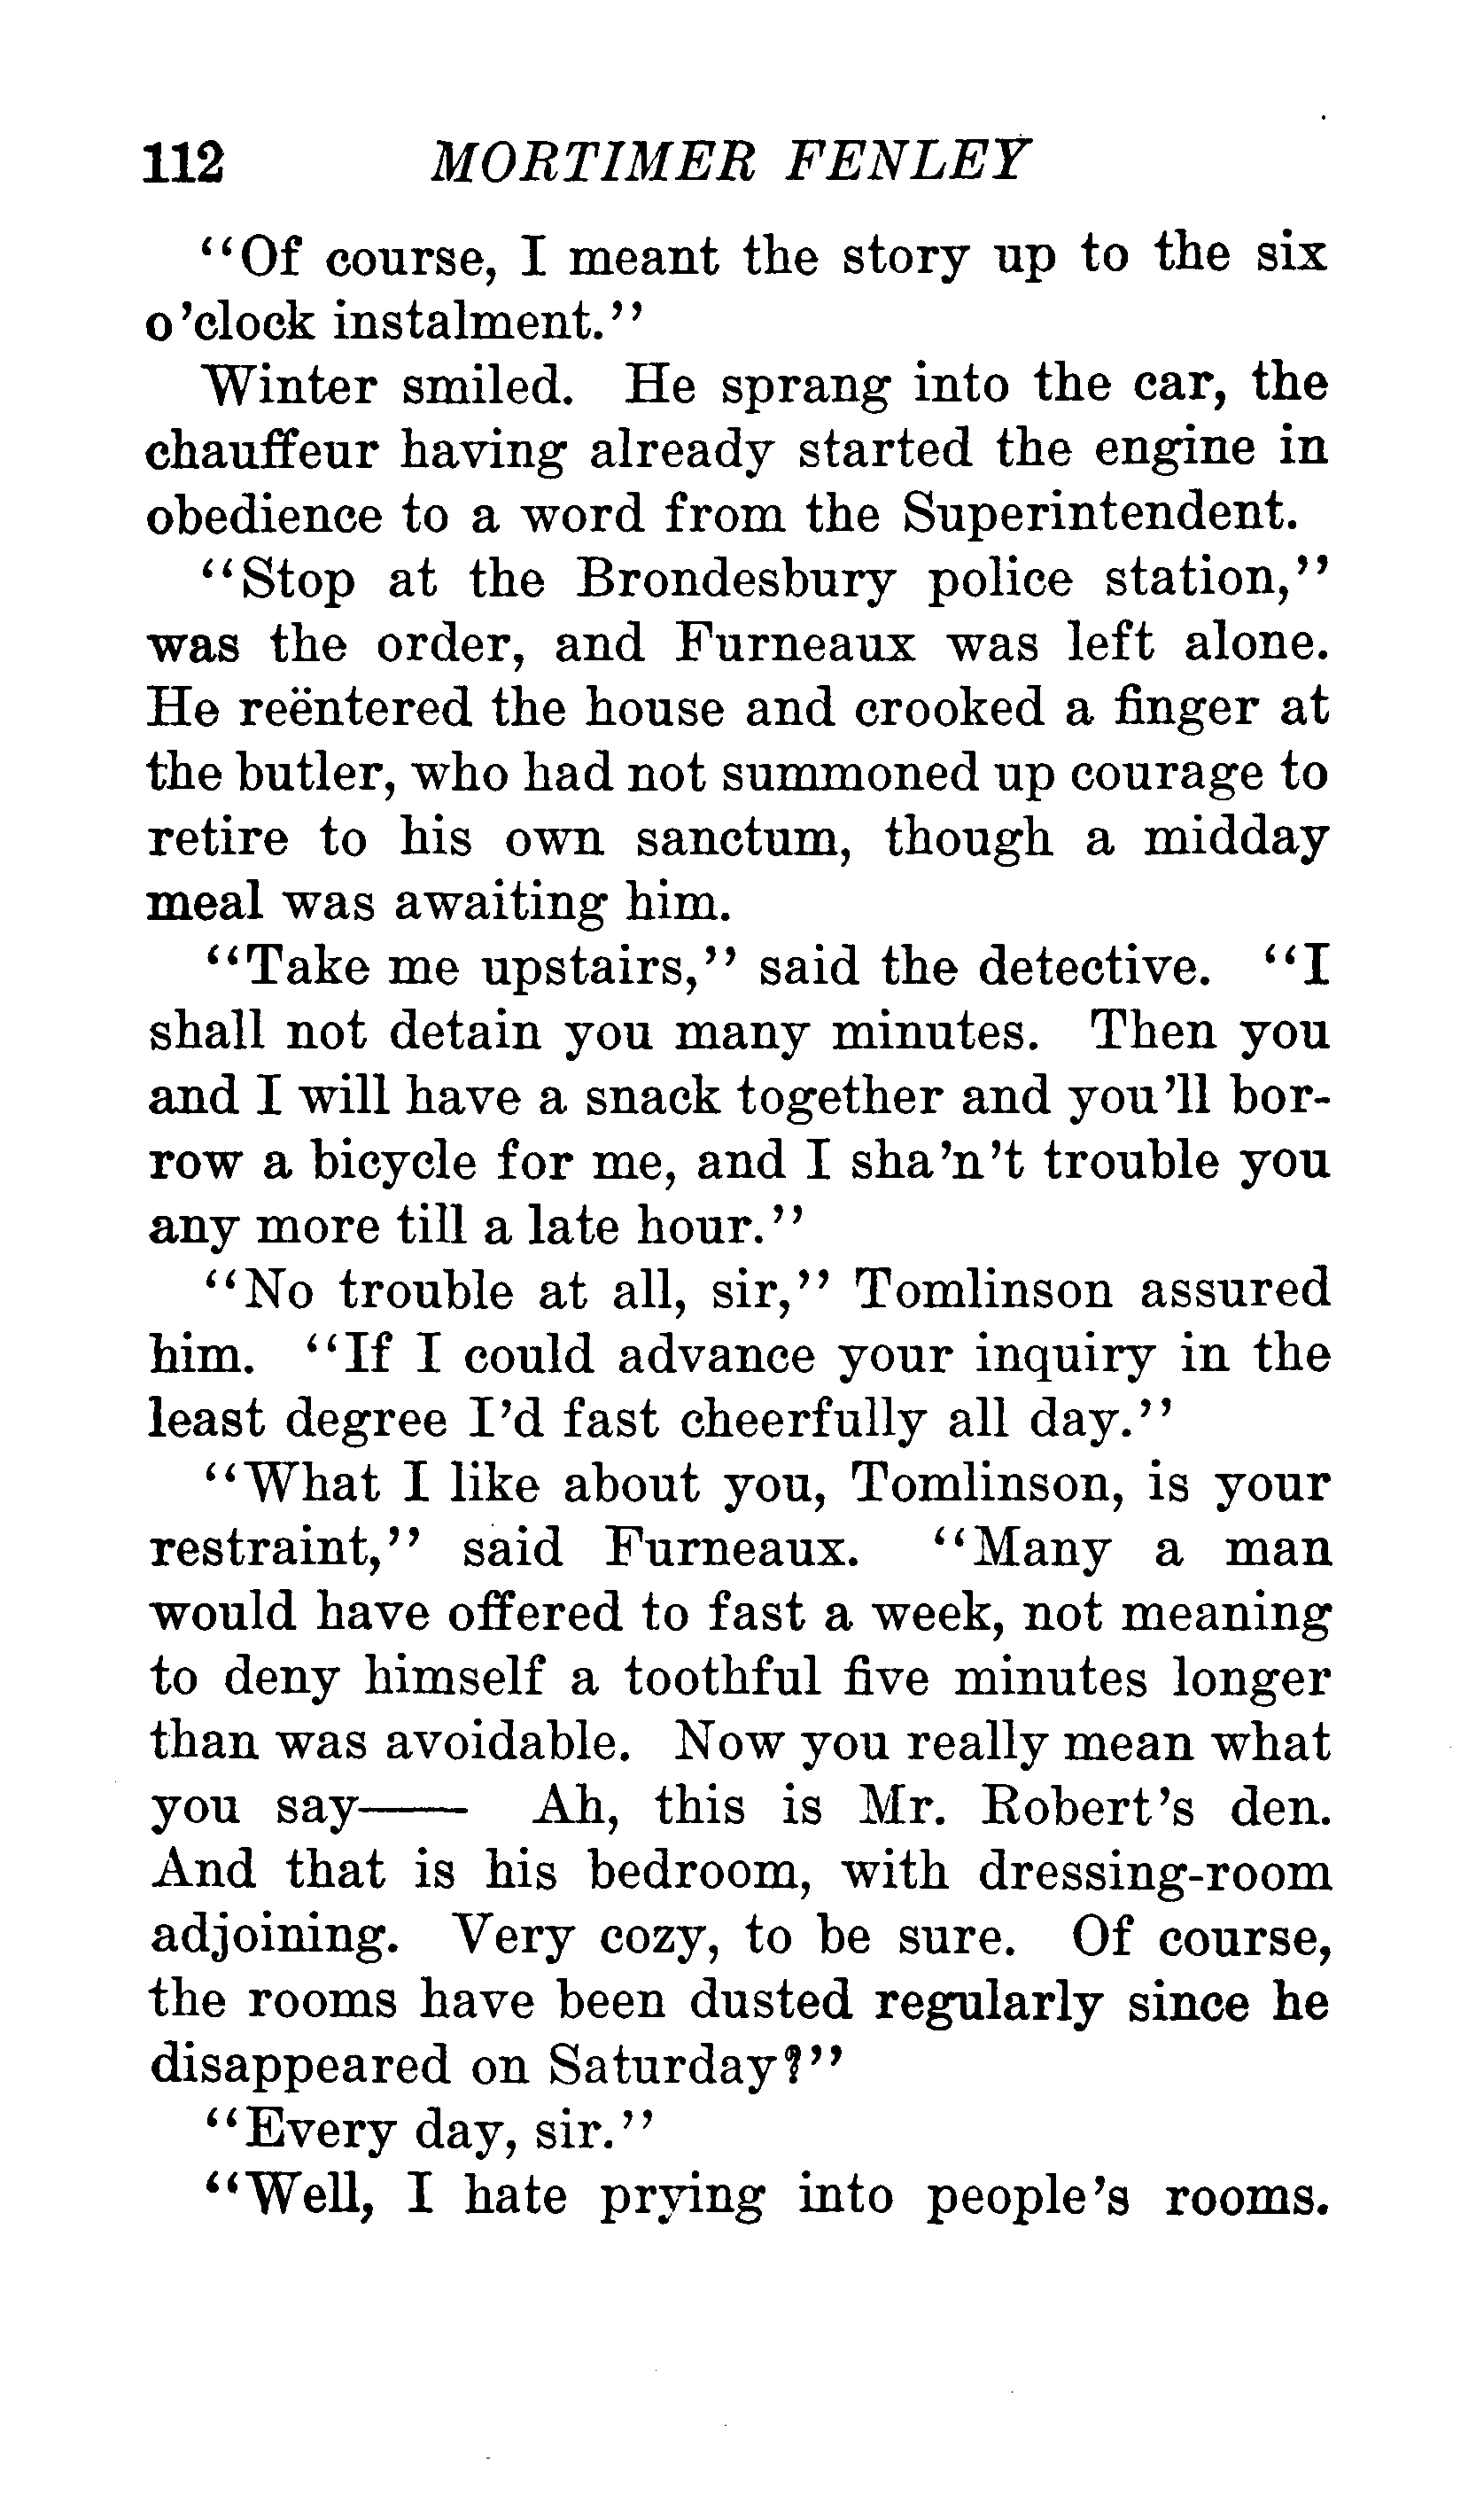 112 MORTIMER FENLEY
"Of course, I meant the story up to the six
o'clock instalment."
Winter smiled. He sprang into the car, the
chauffeur having already started the engine in
obedience to a word from the Superintendent.
"Stop at the Brondesbury police station,"
was the order, and Furneaux was left alone.
He reëntered the house and crooked a finger at
the butler, who had not summoned up courage to
retire to his own sanctum, though a midday
meal was awaiting him.
"Take me upstairs," said the detective. "I
shall not detain you many minutes. Then you
and I will have a snack together and you'll bor-
row a bicycle for me, and I sha'n't trouble you
any more till a late hour."
"No trouble at all, sir," Tomlinson assured
him. "If I could advance your inquiry in the
least degree I'd fast cheerfully all day."
"What I like about you, Tomlinson, is your
restraint," said Furneaux. "Many a man
would have offered to fast a week, not meaning
to deny himself a toothful five minutes longer
than was avoidable. Now you really mean what
you say—— Ah, this is Mr. Robert's den.
And that is his bedroom, with dressing-room
adjoining. Very cozy, to be sure. Of course,
the rooms have been dusted regularly since he
disappeared on Saturday?"
"Every day, sir."
"Well, I hate prying into people's rooms.